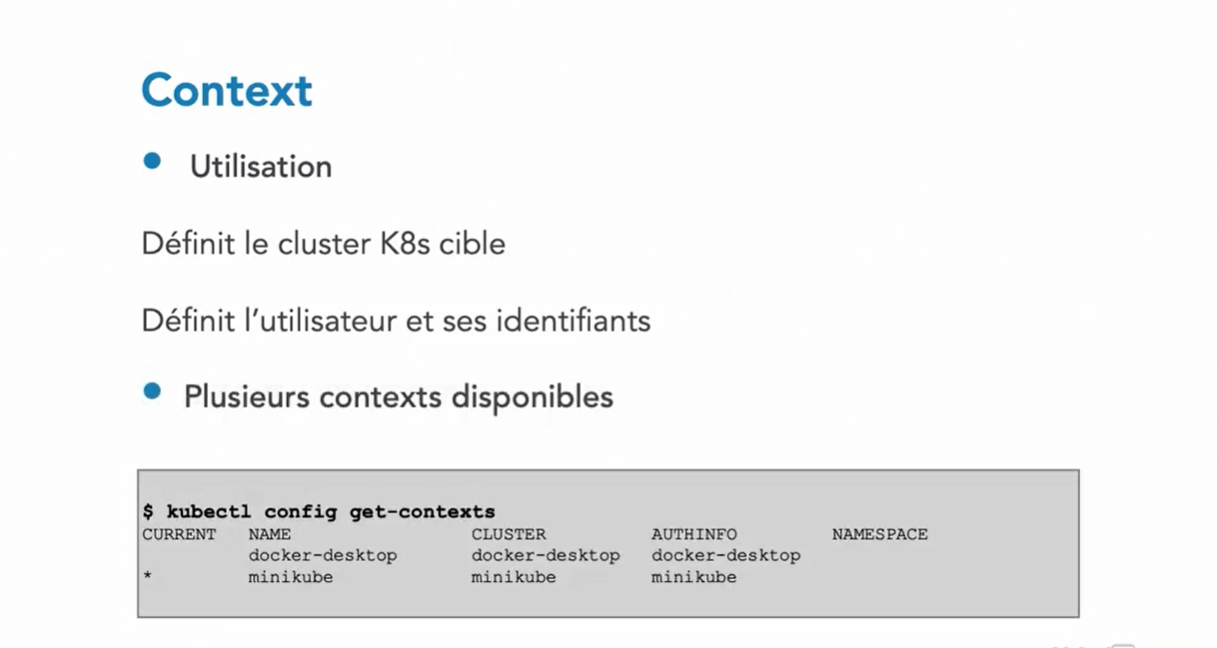 Context
• Utilisation
Définit le cluster K8s cible
Définit l’utilisateur et ses identifiants
• Plusieurs contexts disponibles
$ kubectl config get-contexts
CURRENT NAME CLUSTER AUTHINFO NAMESPACE
docker-desktop docker-desktop docker-desktop
* minikube minikube minikube